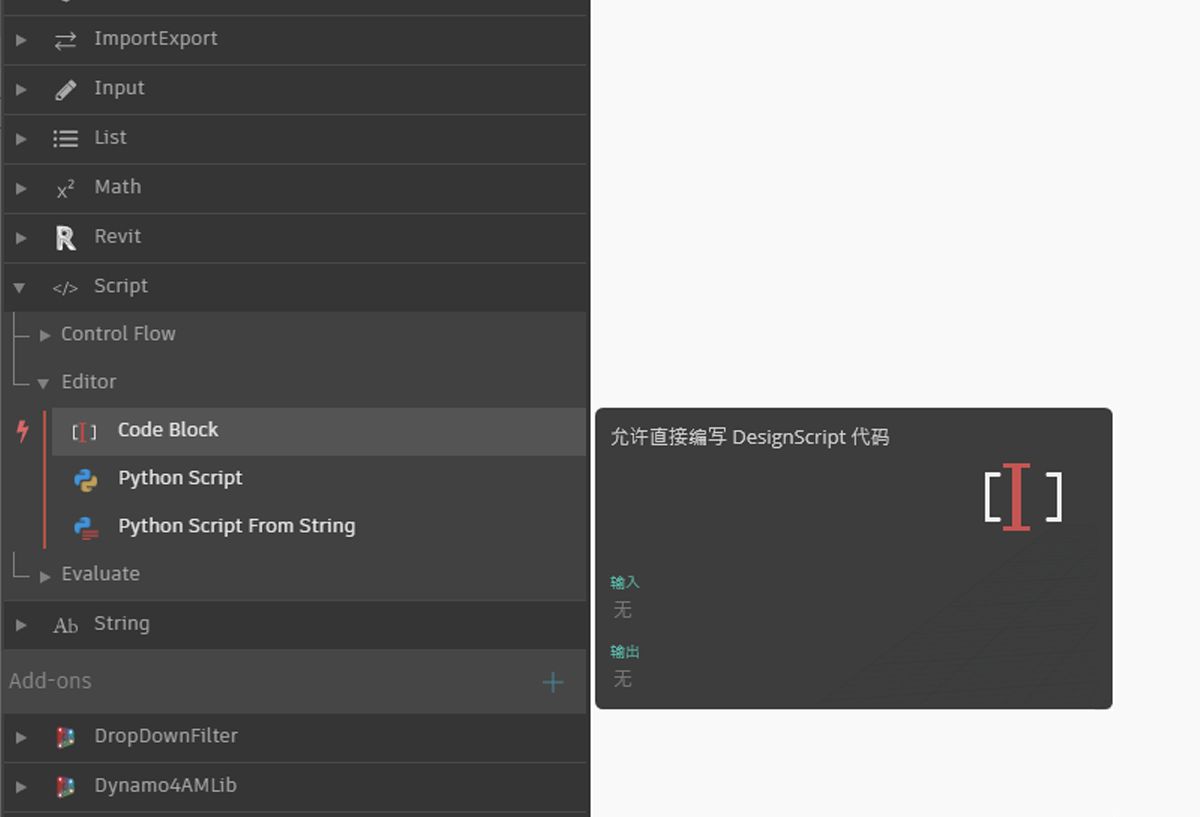 ImportExport
Input
List
x² Math
R Revit
</> Script
Control Flow
Editor
[I] Code Block
Python Script
Python Script From String
Evaluate
Ab String
Add-ons +
DropDownFilter
Dynamo4AMLib
允许直接编写 DesignScript 代码
[I]
输入
无
输出
无